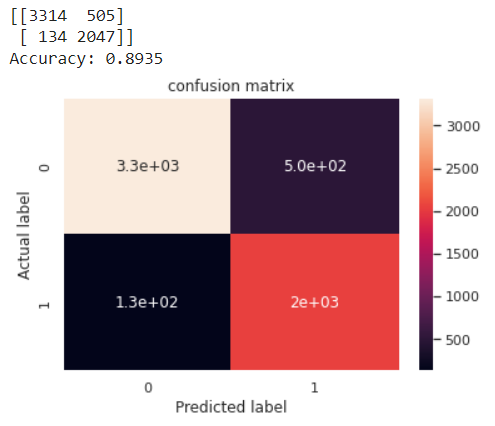 [[3314  505]
 [ 134 2047]]
Accuracy: 0.8935
confusion matrix
3.3e+03 5.0e+02
1.3e+02 2e+03
Actual label
0
1
0 1
Predicted label
3000
2500
2000
1500
1000
500